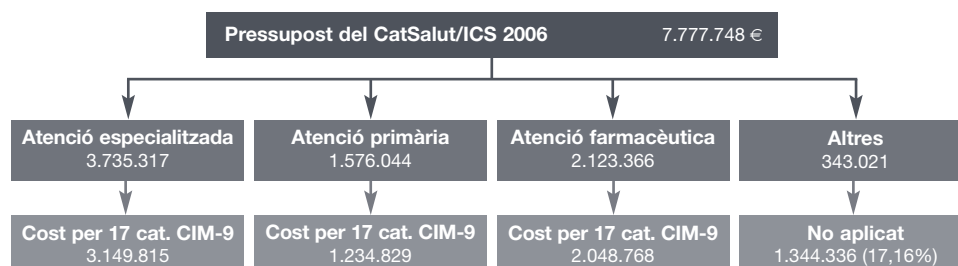 Pressupost del CatSalut/ICS 2006 7.777.748 €
Atenció especialitzada
3.735.317
Atenció primària
1.576.044
Atenció farmacèutica
2.123.366
Altres
343.021
Cost per 17 cat. CIM-9
3.149.815
Cost per 17 cat. CIM-9
1.234.829
Cost per 17 cat. CIM-9
2.048.768
No aplicat
1.344.336 (17,16%)